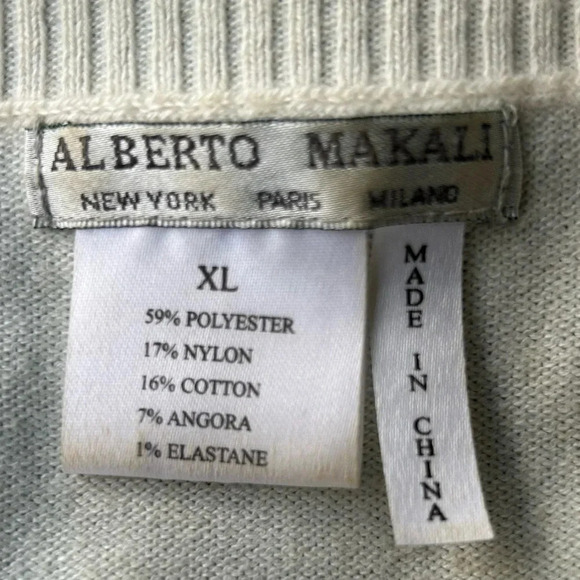 ALBERTO MAKALI
NEW YORK PARIS MILANO
XL
59% POLYESTER
17% NYLON
16% COTTON
7% ANGORA
1% ELASTANE
MADE IN CHINA